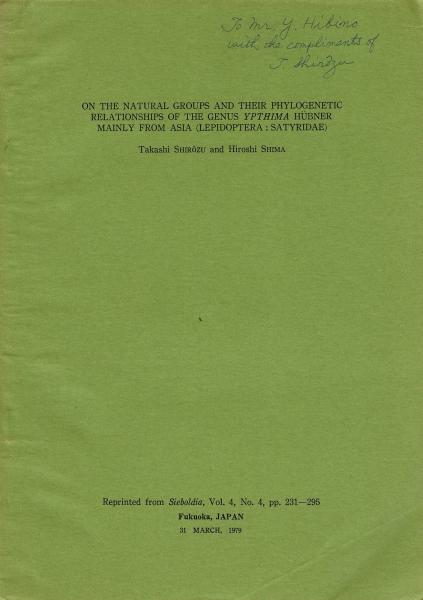 To Mr. Y. Hibino
with the compliments of
T. Shirôzu
ON THE NATURAL GROUPS AND THEIR PHYLOGENETIC
RELATIONSHIPS OF THE GENUS YPTHIMA HÜBNER
MAINLY FROM ASIA (LEPIDOPTERA : SATYRIDAE)
Takashi SHIRÔZU and Hiroshi SHIMA
Reprinted from Sieboldia, Vol. 4, No. 4, pp. 231—295
Fukuoka, JAPAN
31 MARCH, 1979